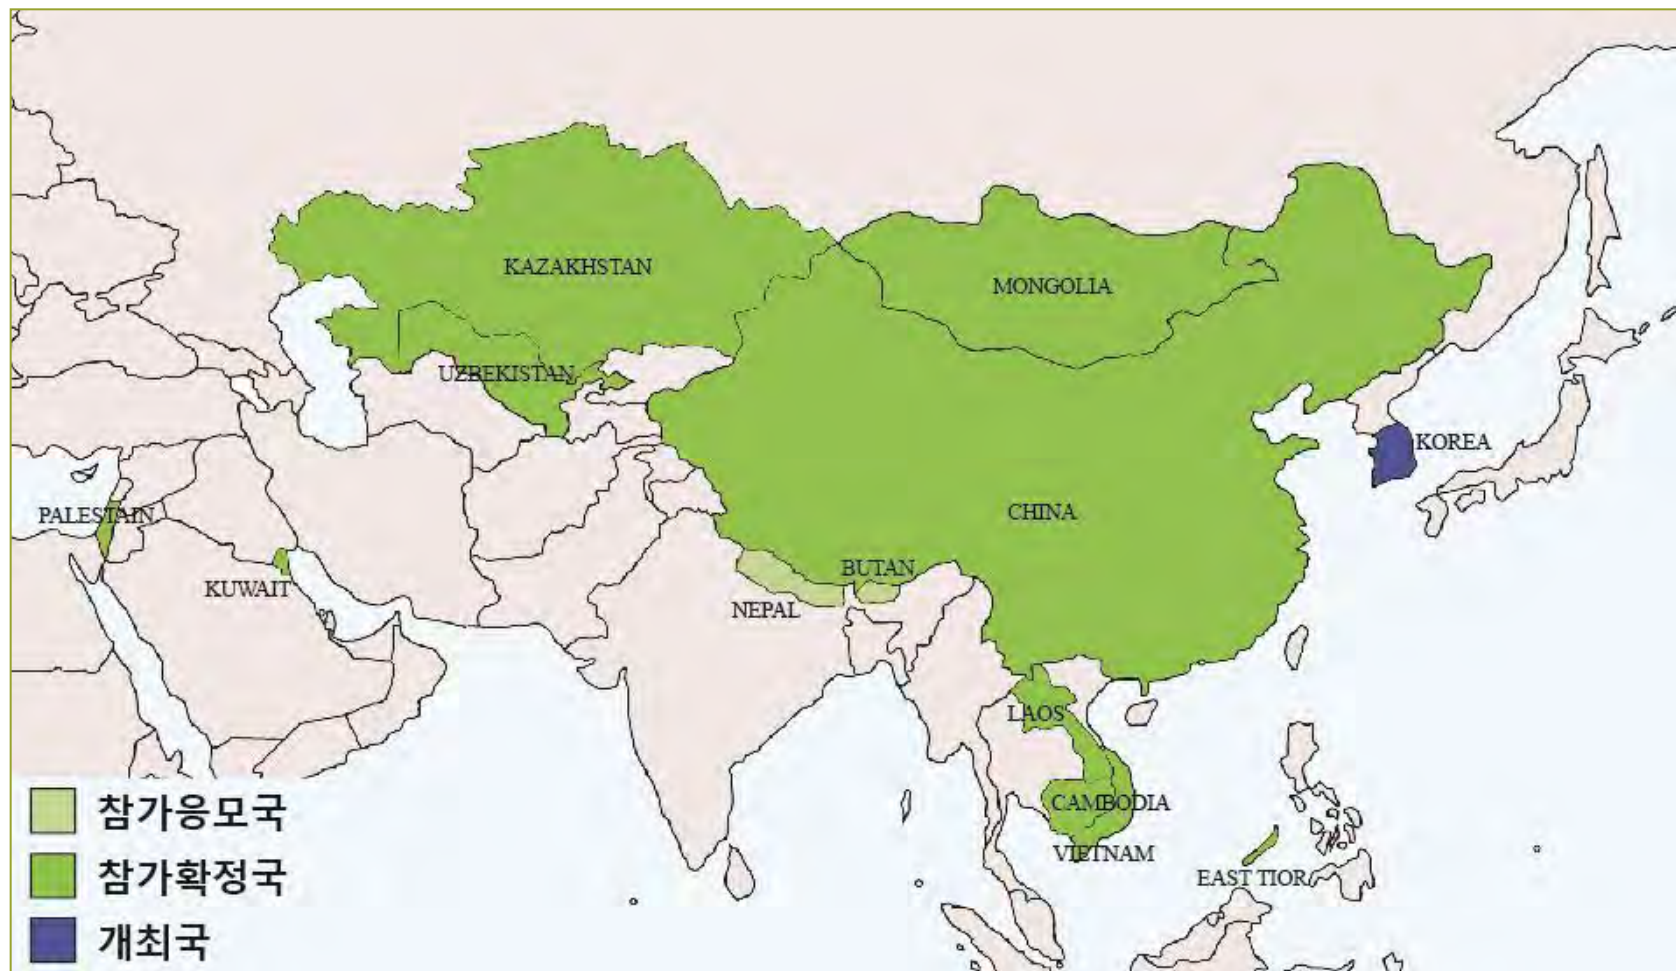 KAZAKHSTAN
MONGOLIA
UZBEKISTAN
KOREA
PALESTAIN
CHINA
KUWAIT
BUTAN
NEPAL
LAOS
CAMBODIA
VIETNAM
EAST TIOR
참가응모국
참가확정국
개최국